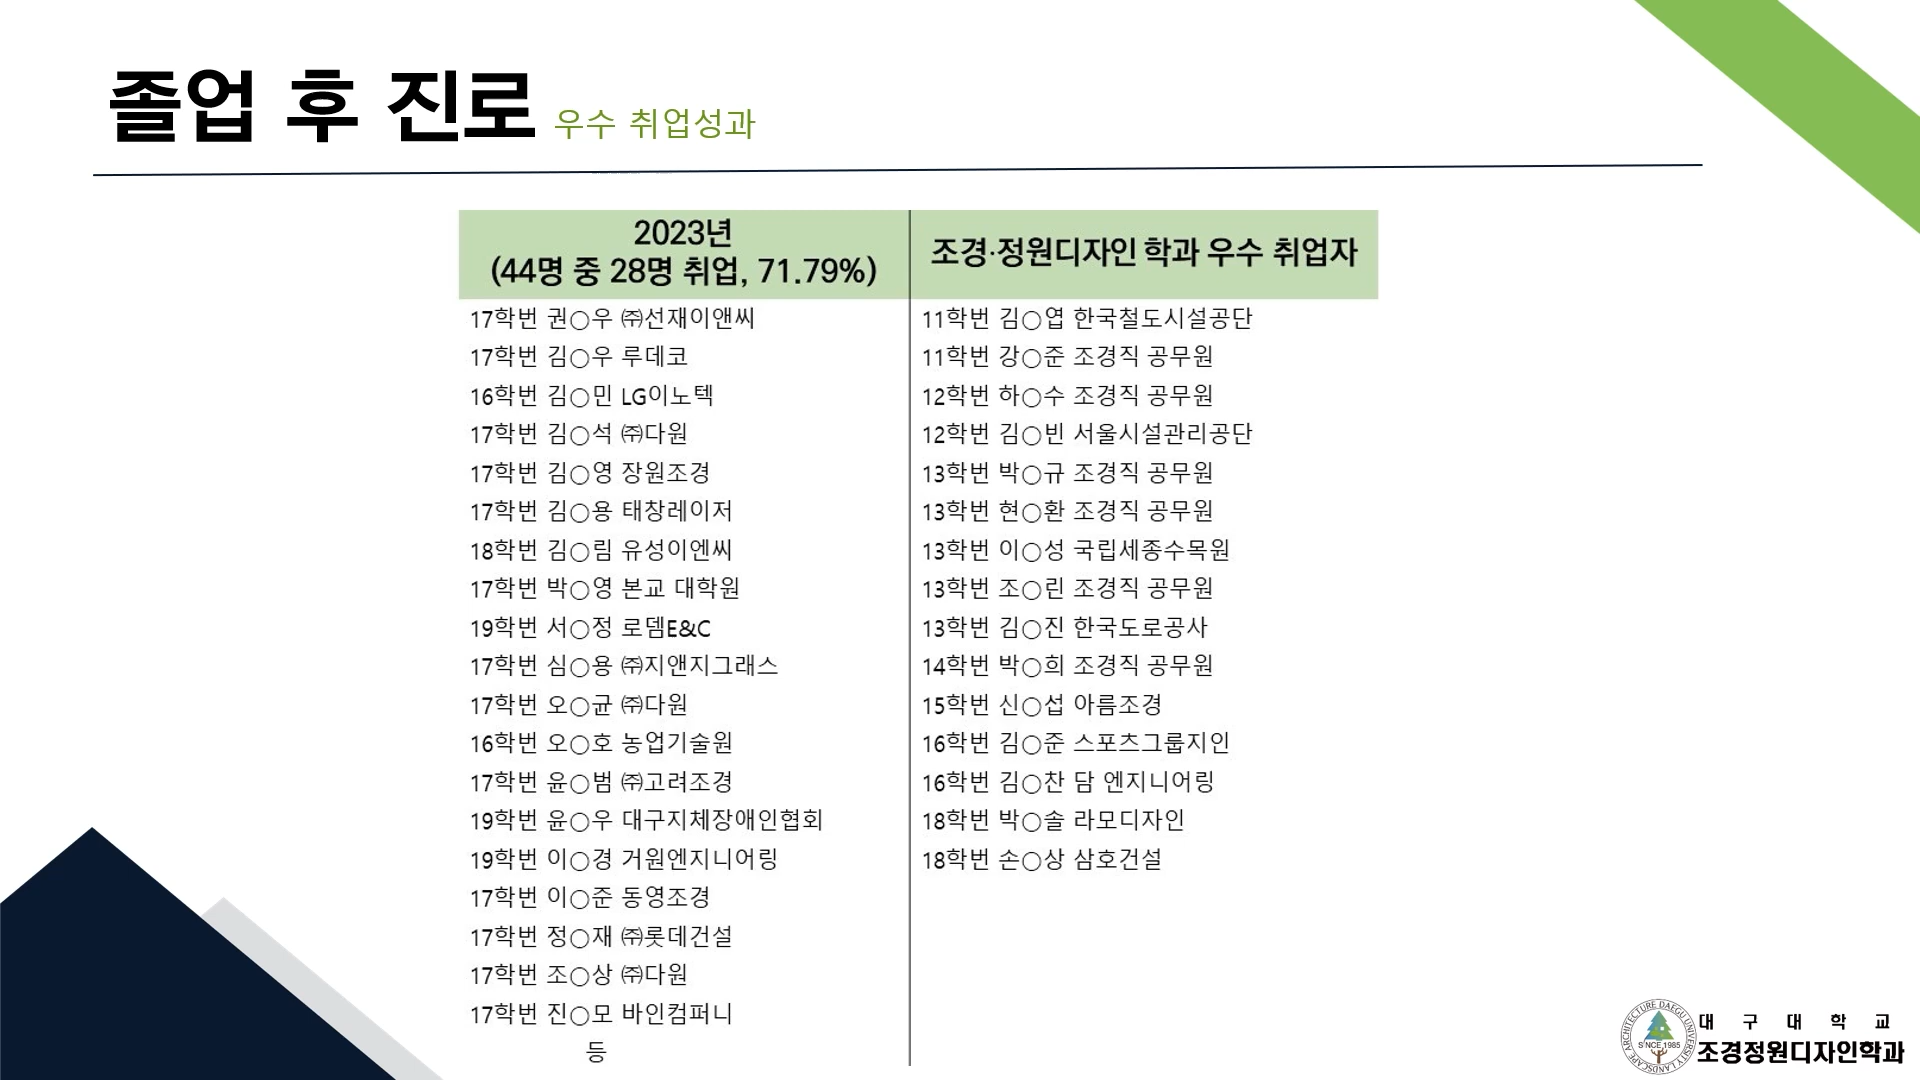 졸업 후 진로 우수 취업성과
2023년
(44명 중 28명 취업, 71.79%)
17학번 권○우 ㈜선재이앤씨
17학번 김○우 루데코
16학번 김○민 LG이노텍
17학번 김○석 ㈜다원
17학번 김○영 장원조경
17학번 김○용 태창레이저
18학번 김○림 유성이엔씨
17학번 박○영 본교 대학원
19학번 서○정 로뎀E&C
17학번 심○용 ㈜지앤지그래스
17학번 오○균 ㈜다원
16학번 오○호 농업기술원
17학번 윤○범 ㈜고려조경
19학번 윤○우 대구지체장애인협회
19학번 이○경 거원엔지니어링
17학번 이○준 동영조경
17학번 정○재 ㈜롯데건설
17학번 조○상 ㈜다원
17학번 진○모 바인컴퍼니
등
조경·정원디자인 학과 우수 취업자
11학번 김○엽 한국철도시설공단
11학번 강○준 조경직 공무원
12학번 하○수 조경직 공무원
12학번 김○빈 서울시설관리공단
13학번 박○규 조경직 공무원
13학번 현○환 조경직 공무원
13학번 이○성 국립세종수목원
13학번 조○린 조경직 공무원
13학번 김○진 한국도로공사
14학번 박○희 조경직 공무원
15학번 신○섭 아름조경
16학번 김○준 스포츠그룹지인
16학번 김○찬 담 엔지니어링
18학번 박○솔 라모디자인
18학번 손○상 삼호건설
LANDSCAPE ARCHITECTURE DAEGU UNIVERSITY
SINCE 1985
대구대학교
조경정원디자인학과